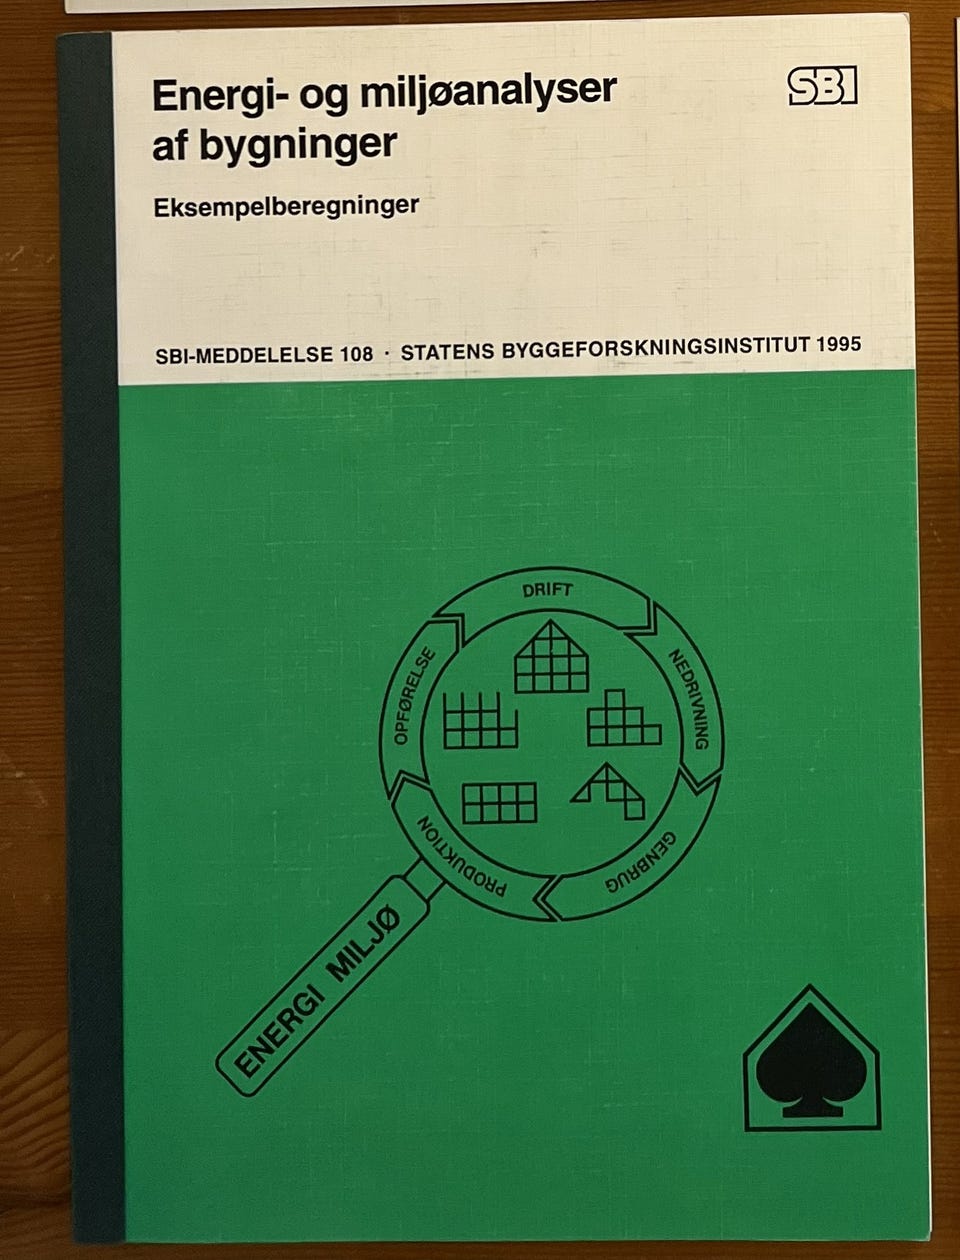 Energi- og miljøanalyser
af bygninger
SBI
Eksempelberegninger
SBI-MEDDELELSE 108 · STATENS BYGGEFORSKNINGSINSTITUT 1995
DRIFT
NEDRIVNING
GENBRUG
PRODUKTION
OPFØRELSE
ENERGI MILJØ